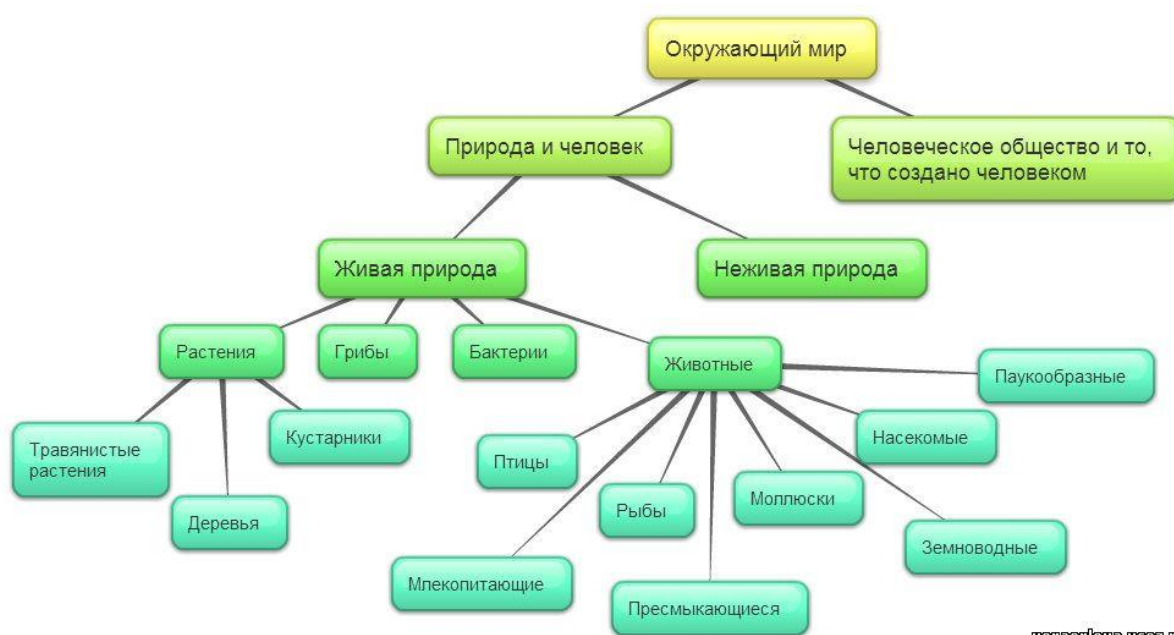 Окружающий мир
Природа и человек
Человеческое общество и то,
что создано человеком
Живая природа
Неживая природа
Растения
Грибы
Бактерии
Животные
Паукообразные
Травянистые
растения
Кустарники
Деревья
Птицы
Насекомые
Рыбы
Моллюски
Земноводные
Млекопитающие
Пресмыкающиеся